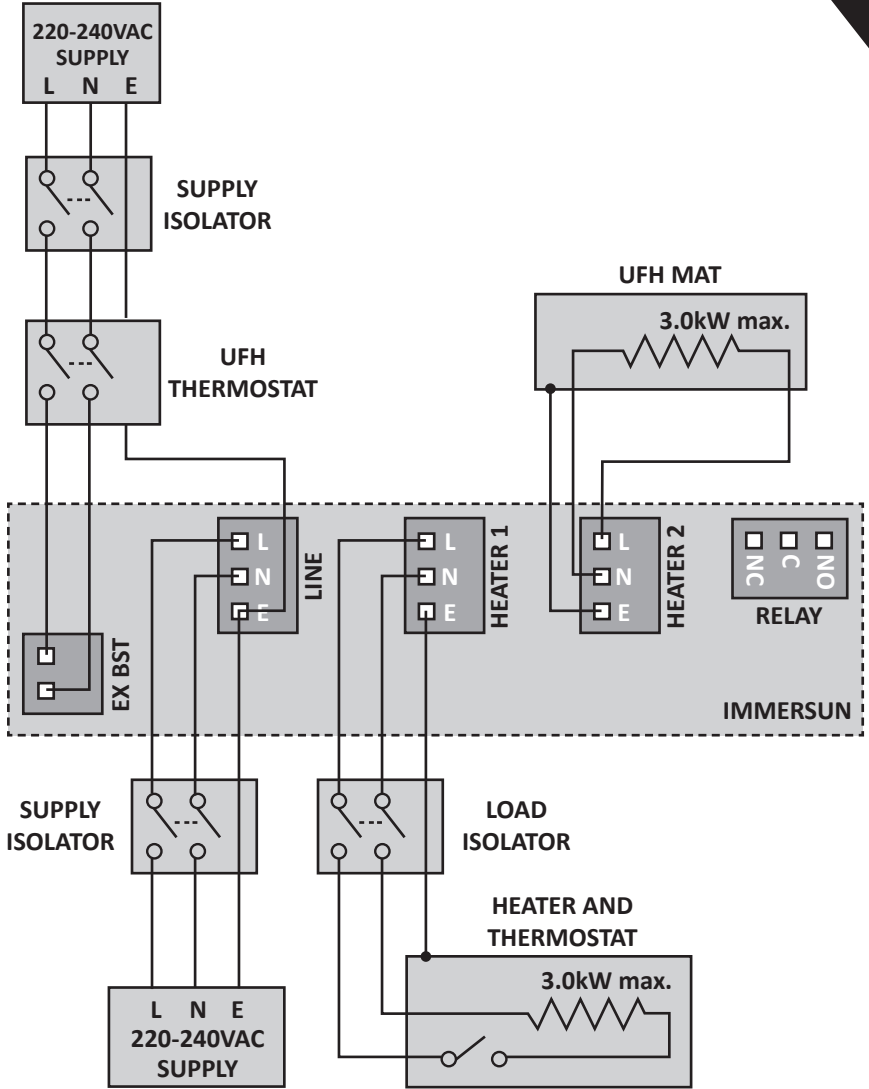 220-240VAC
SUPPLY
L N E
SUPPLY
ISOLATOR
UFH
THERMOSTAT
UFH MAT
3.0kW max.
L
N
E
LINE
L
N
E
HEATER 1
L
N
E
HEATER 2
NC
C
NO
RELAY
EX BST
IMMERSUN
SUPPLY
ISOLATOR
LOAD
ISOLATOR
L N E
220-240VAC
SUPPLY
HEATER AND
THERMOSTAT
3.0kW max.